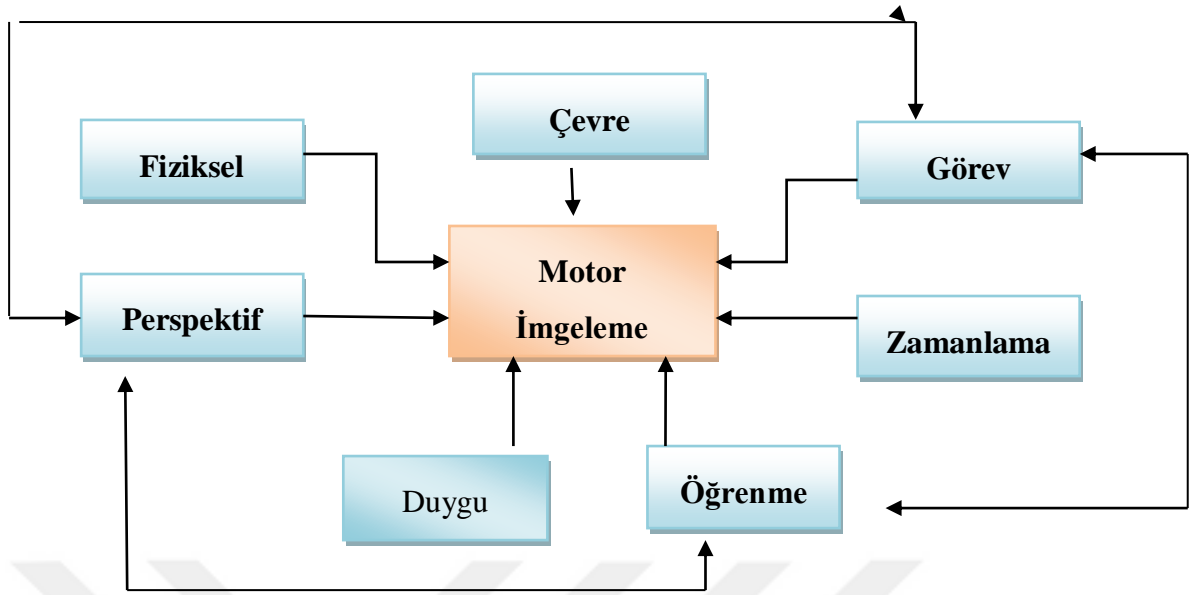 Çevre
Fiziksel
Görev
Motor
İmgeleme
Perspektif
Zamanlama
Duygu
Öğrenme